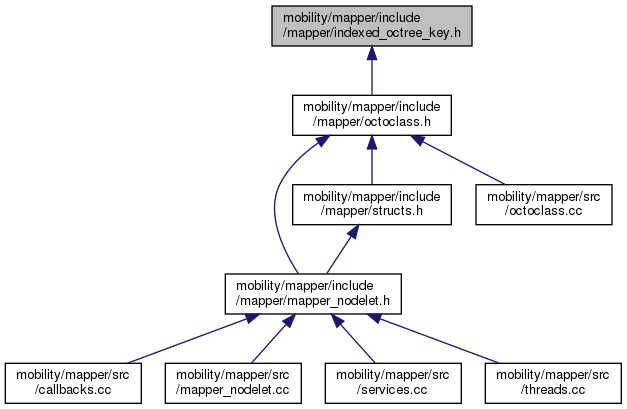 mobility/mapper/include
/mapper/indexed_octree_key.h
mobility/mapper/include
/mapper/octoclass.h
mobility/mapper/include
/mapper/structs.h
mobility/mapper/src
/octoclass.cc
mobility/mapper/include
/mapper/mapper_nodelet.h
mobility/mapper/src
/callbacks.cc
mobility/mapper/src
/mapper_nodelet.cc
mobility/mapper/src
/services.cc
mobility/mapper/src
/threads.cc